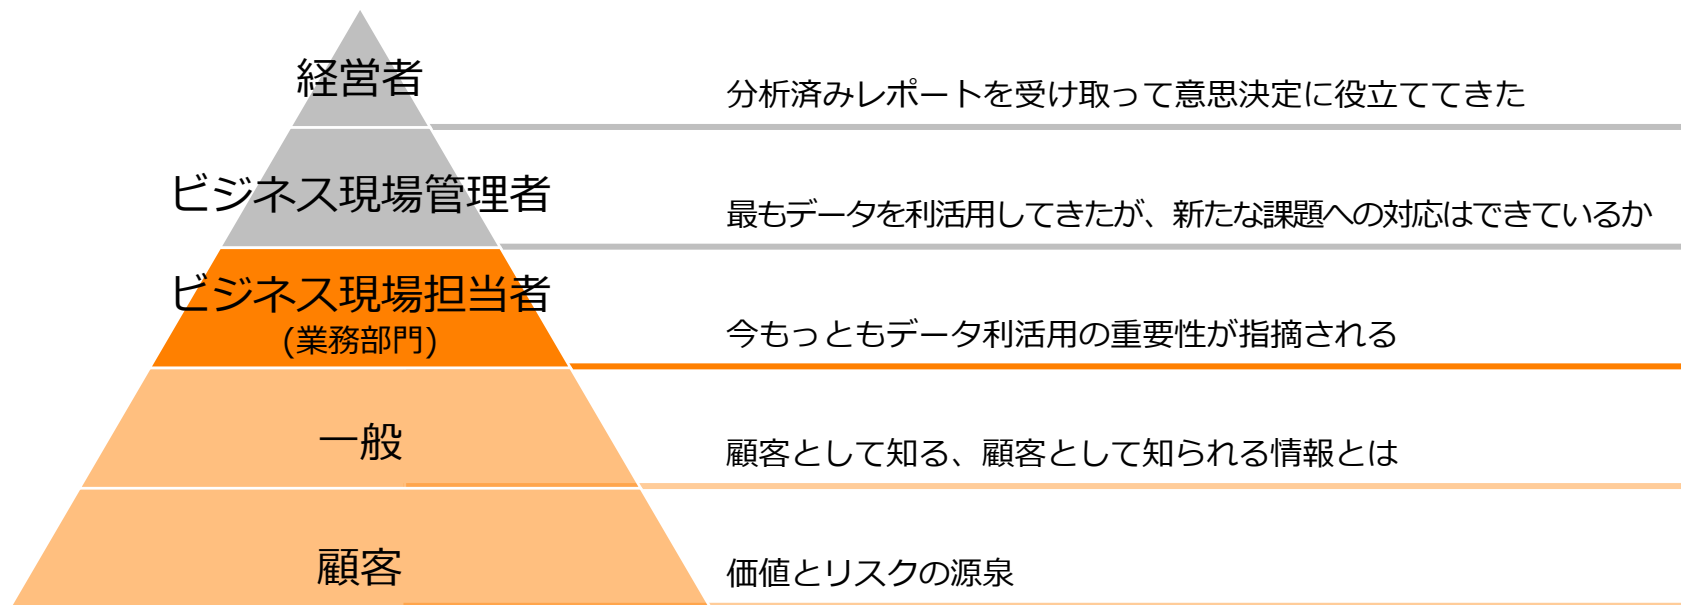 経営者
分析済みレポートを受け取って意思決定に役立ててきた
ビジネス現場管理者
最もデータを利活用してきたが、新たな課題への対応はできているか
ビジネス現場担当者
(業務部門)
今もっともデータ利活用の重要性が指摘される
一般
顧客として知る、顧客として知られる情報とは
顧客
価値とリスクの源泉